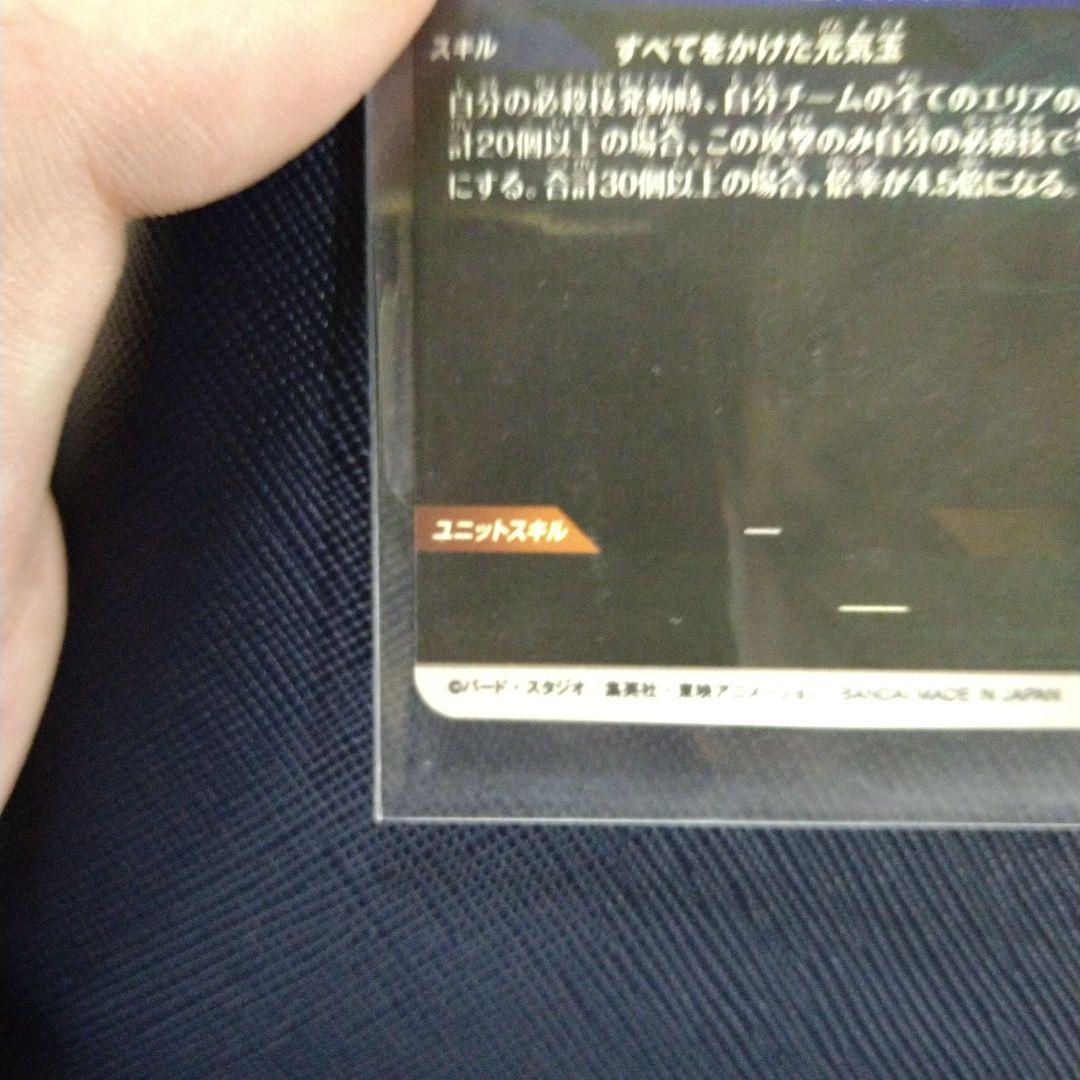 スキル すべてをかけた元気玉
自分の必殺技発動時、自分チームの全てのエリアの
計20個以上の場合、この攻撃のみ自分の必殺技で
にする。合計30個以上の場合、倍率が4.5倍になる。
ユニットスキル —
—
©バード・スタジオ/集英社・東映アニメーション BANDAI MADE IN JAPAN